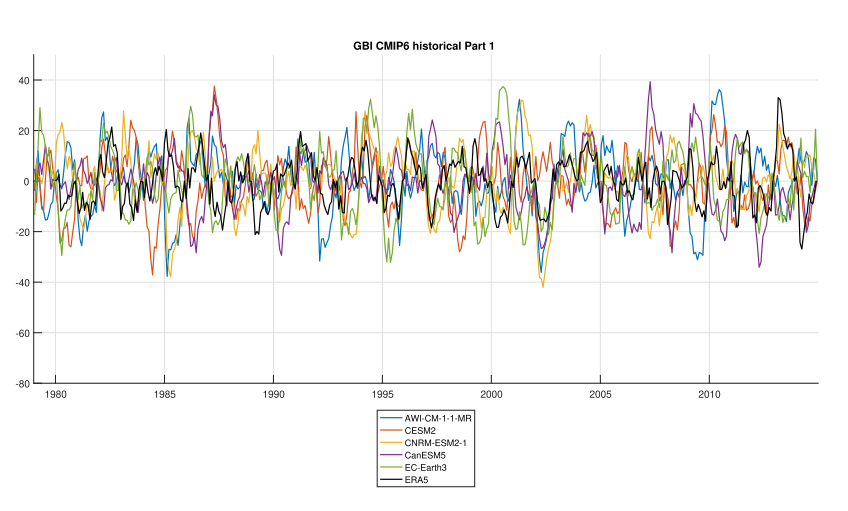 GBI CMIP6 historical Part 1
40
20
0
-20
-40
-60
-80
1980 1985 1990 1995 2000 2005 2010
AWI-CM-1-1-MR
CESM2
CNRM-ESM2-1
CanESM5
EC-Earth3
ERA5